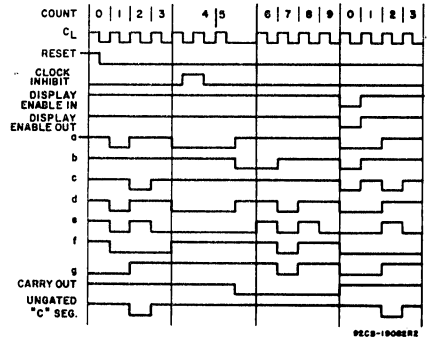 COUNT 0 1 2 3 4 5 6 7 8 9 0 1 2 3
CL
RESET
CLOCK
INHIBIT
DISPLAY
ENABLE IN
DISPLAY
ENABLE OUT
a
b
c
d
e
f
g
CARRY OUT
UNGATED
"C" SEG.
92CS-19082R2